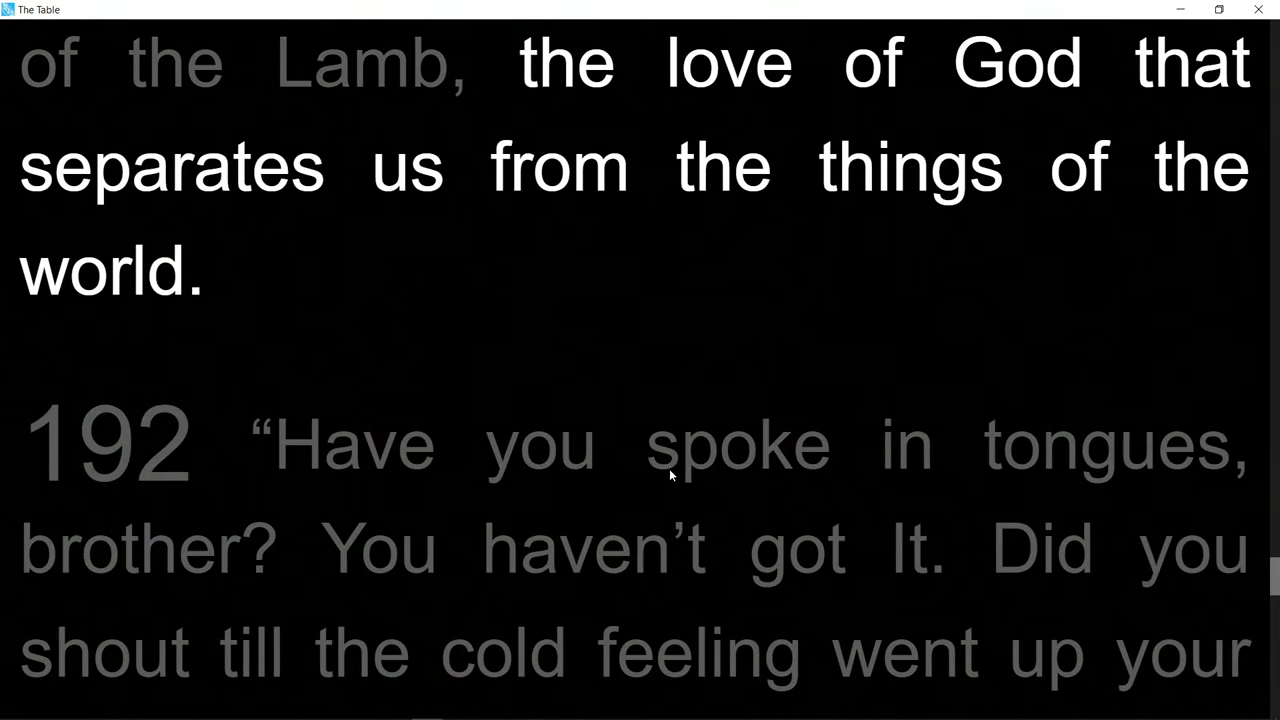 The Table
of the Lamb, the love of God that
separates us from the things of the
world.
192 “Have you spoke in tongues,
brother? You haven’t got It. Did you
shout till the cold feeling went up your